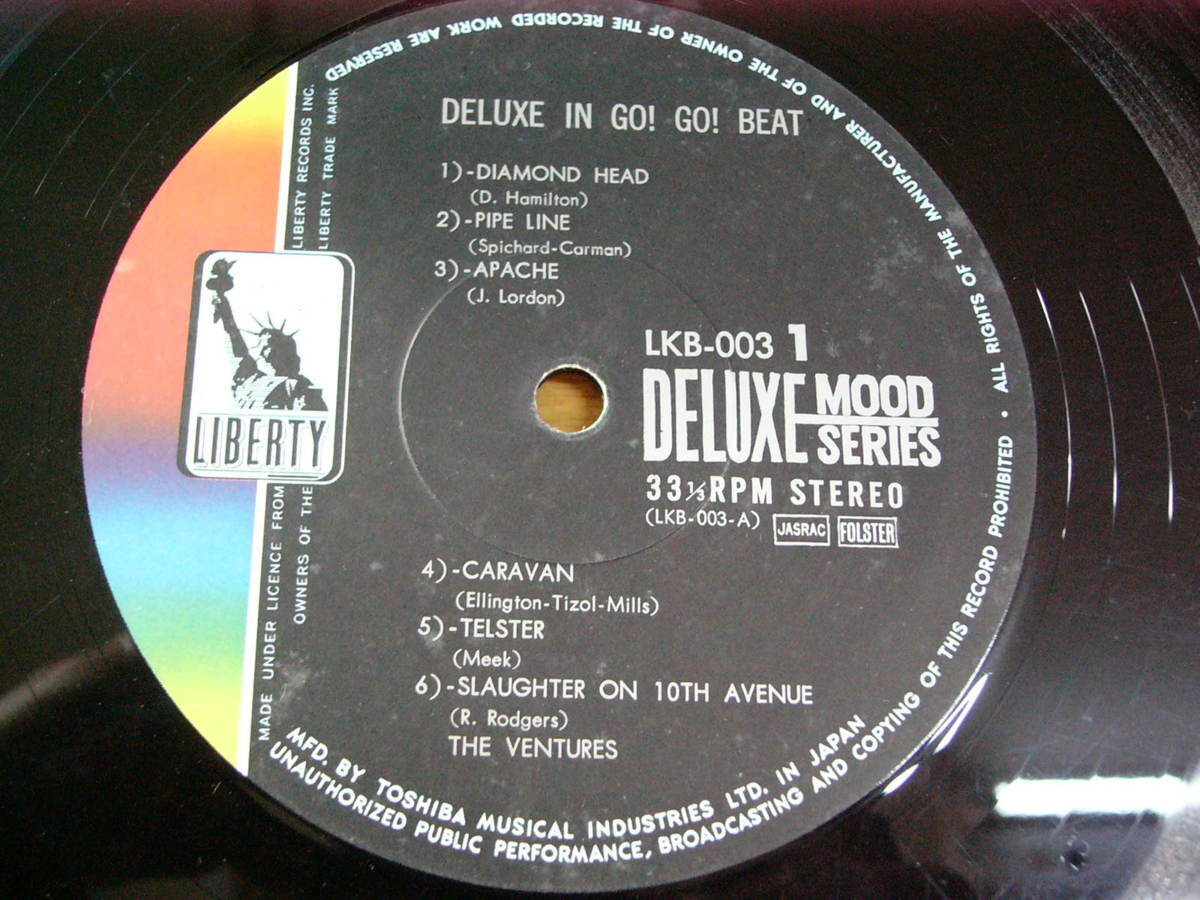 DELUXE IN GO! GO! BEAT
1)-DIAMOND HEAD
(D. Hamilton)
2)-PIPE LINE
(Spichard-Carman)
3)-APACHE
(J. Lordon)
LKB-003 1
DELUXE MOOD SERIES
33⅓RPM STEREO
(LKB-003-A) JASRAC FOLSTER
4)-CARAVAN
(Ellington-Tizol-Mills)
5)-TELSTER
(Meek)
6)-SLAUGHTER ON 10TH AVENUE
(R. Rodgers)
THE VENTURES
LIBERTY
MADE UNDER LICENCE FROM LIBERTY RECORDS INC.
OWNERS OF THE LIBERTY TRADE MARK
MFD. BY TOSHIBA MUSICAL INDUSTRIES LTD. IN JAPAN
UNAUTHORIZED PUBLIC PERFORMANCE, BROADCASTING AND COPYING OF THIS RECORD PROHIBITED • ALL RIGHTS OF THE MANUFACTURER AND OF THE OWNER OF THE RECORDED WORK ARE RESERVED